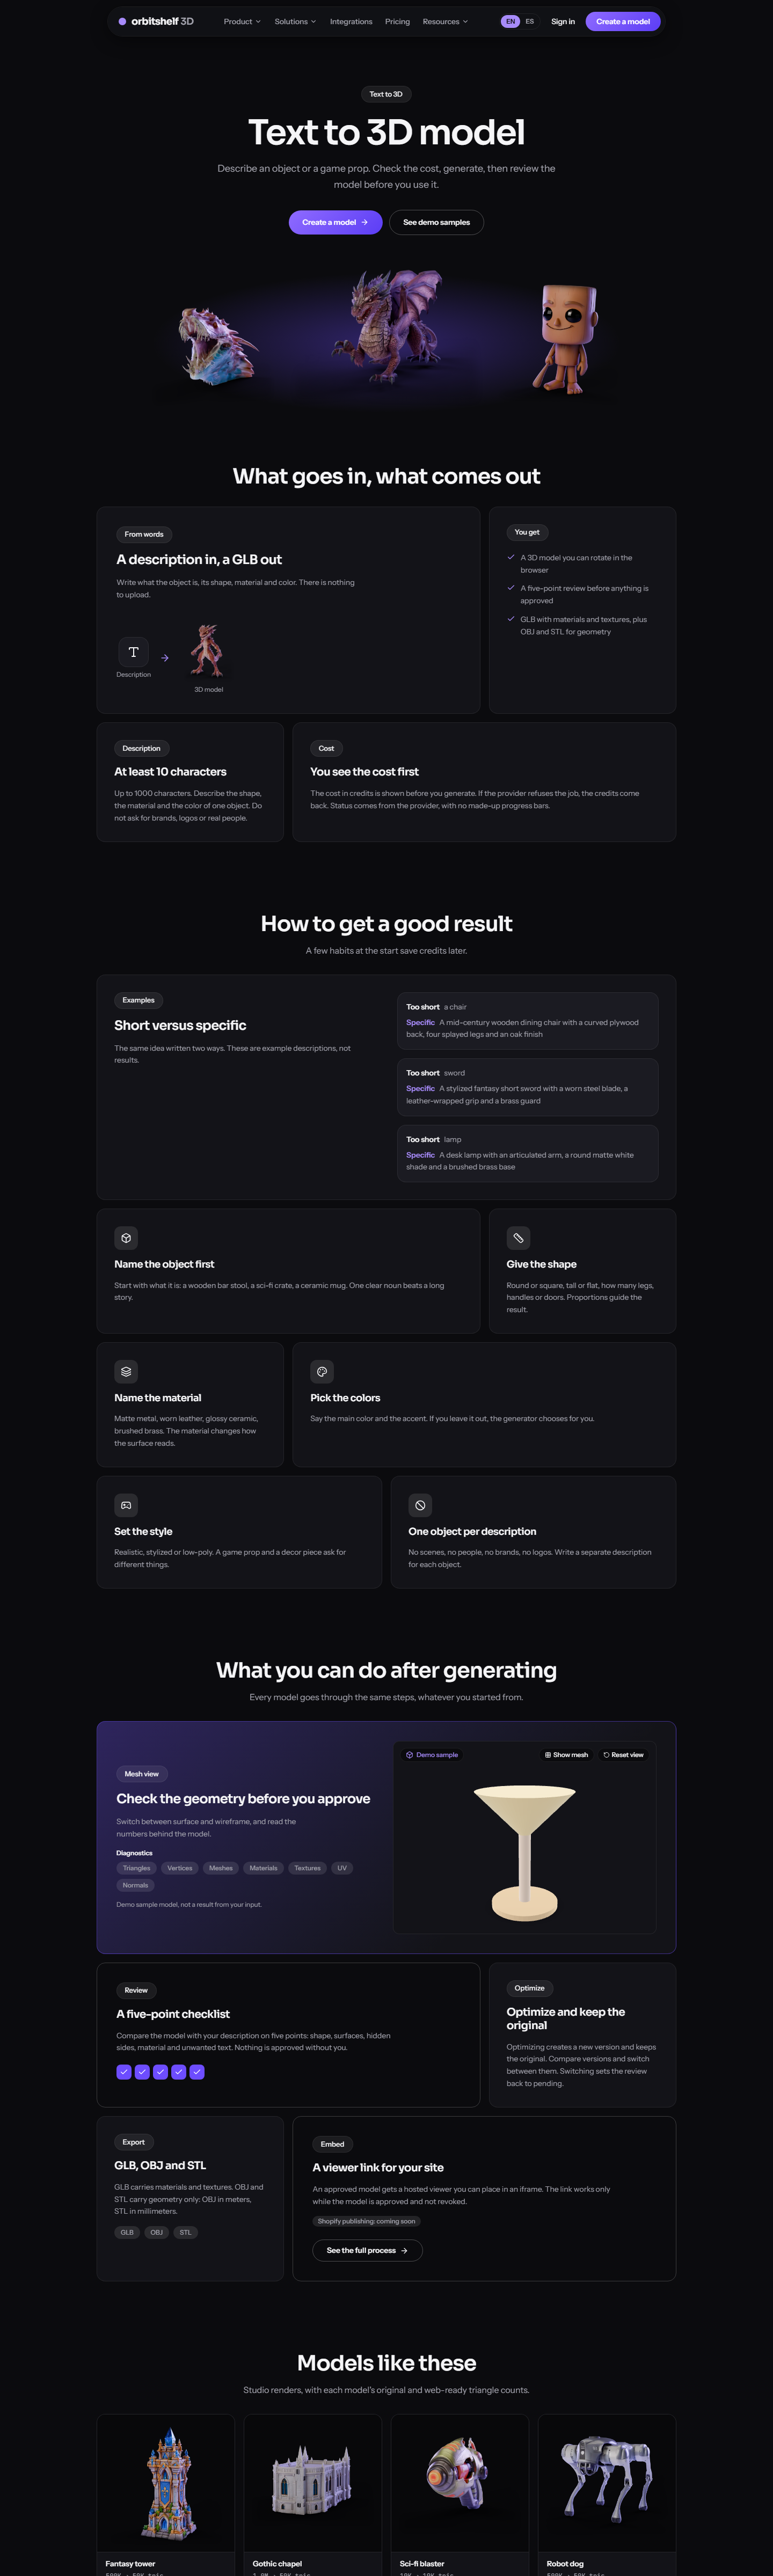 orbitshelf 3D
Product
Solutions
Integrations
Pricing
Resources
EN
ES
Sign in
Create a model
Text to 3D
Text to 3D model
Describe an object or a game prop. Check the cost, generate, then review the
model before you use it.
Create a model
See demo samples
What goes in, what comes out
From words
A description in, a GLB out
Write what the object is, its shape, material and color. There is nothing
to upload.
Description
3D model
You get
A 3D model you can rotate in the
browser
A five-point review before anything is
approved
GLB with materials and textures, plus
OBJ and STL for geometry
Description
At least 10 characters
Up to 1000 characters. Describe the shape,
the material and the color of one object. Do
not ask for brands, logos or real people.
Cost
You see the cost first
The cost in credits is shown before you generate. If the provider refuses the job, the credits come
back. Status comes from the provider, with no made-up progress bars.
How to get a good result
A few habits at the start save credits later.
Examples
Short versus specific
The same idea written two ways. These are example descriptions, not
results.
Too short a chair
Specific A mid-century wooden dining chair with a curved plywood
back, four splayed legs and an oak finish
Too short sword
Specific A stylized fantasy short sword with a worn steel blade, a
leather-wrapped grip and a brass guard
Too short lamp
Specific A desk lamp with an articulated arm, a round matte white
shade and a brushed brass base
Name the object first
Start with what it is: a wooden bar stool, a sci-fi crate, a ceramic mug. One clear noun beats a long
story.
Give the shape
Round or square, tall or flat, how many legs,
handles or doors. Proportions guide the
result.
Name the material
Matte metal, worn leather, glossy ceramic,
brushed brass. The material changes how
the surface reads.
Pick the colors
Say the main color and the accent. If you leave it out, the generator chooses for you.
Set the style
Realistic, stylized or low-poly. A game prop and a decor piece ask for
different things.
One object per description
No scenes, no people, no brands, no logos. Write a separate description
for each object.
What you can do after generating
Every model goes through the same steps, whatever you started from.
Mesh view
Check the geometry before you approve
Switch between surface and wireframe, and read the
numbers behind the model.
Diagnostics
Triangles
Vertices
Meshes
Materials
Textures
UV
Normals
Demo sample model, not a result from your input.
Demo sample
Show mesh
Reset view
Review
A five-point checklist
Compare the model with your description on five points: shape, surfaces, hidden
sides, material and unwanted text. Nothing is approved without you.
Optimize
Optimize and keep the
original
Optimizing creates a new version and keeps
the original. Compare versions and switch
between them. Switching sets the review
back to pending.
Export
GLB, OBJ and STL
GLB carries materials and textures. OBJ and
STL carry geometry only: OBJ in meters,
STL in millimeters.
GLB
OBJ
STL
Embed
A viewer link for your site
An approved model gets a hosted viewer you can place in an iframe. The link works only
while the model is approved and not revoked.
Shopify publishing: coming soon
See the full process
Models like these
Studio renders, with each model's original and web-ready triangle counts.
Fantasy tower
Gothic chapel
Sci-fi blaster
Robot dog